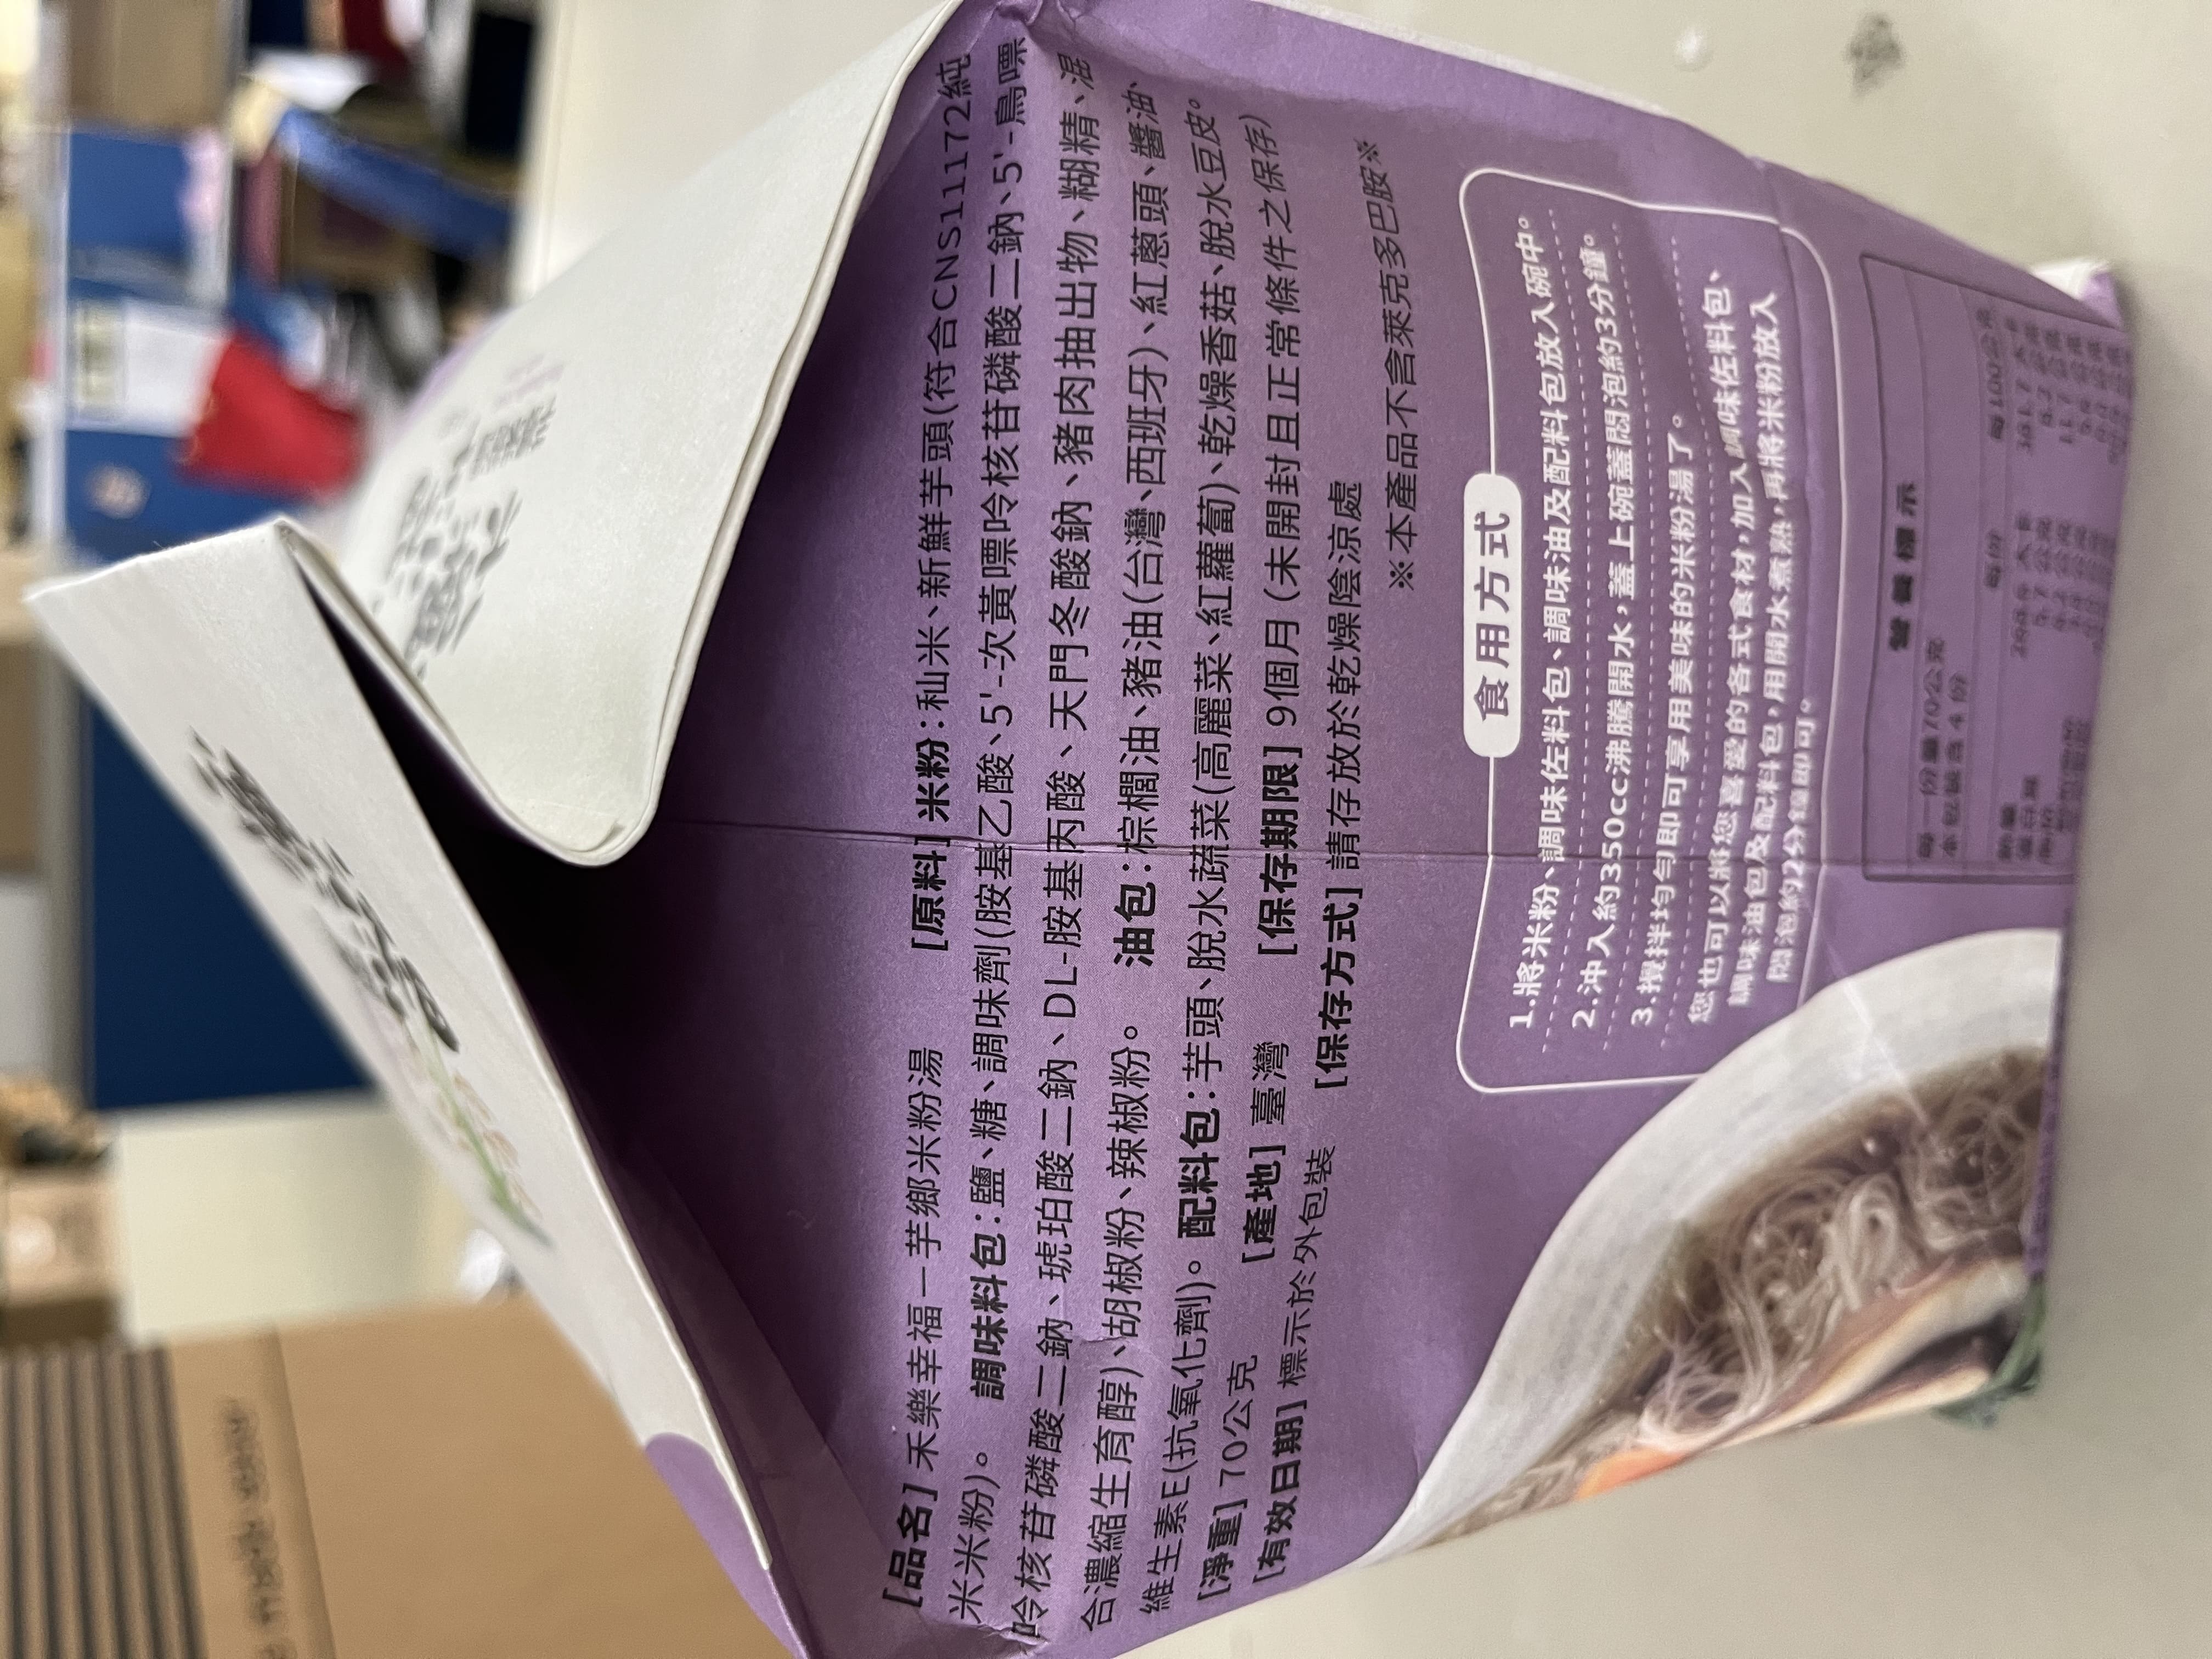 [品名] 禾樂幸福－芋鄉米粉湯 [原料] 米粉：秈米、新鮮芋頭(符合CNS11172純
米米粉)。 調味料包：鹽、糖、調味劑(胺基乙酸、5'-次黃嘌呤核苷磷酸二鈉、5'-鳥嘌
呤核苷磷酸二鈉、琥珀酸二鈉、DL-胺基丙酸、天門冬酸鈉、豬肉抽出物、糊精、混
合濃縮生育醇)、胡椒粉、辣椒粉。 油包：棕櫚油、豬油(台灣、西班牙)、紅蔥頭、醬油、
維生素E(抗氧化劑)。 配料包：芋頭、脫水蔬菜(高麗菜、紅蘿蔔)、乾燥香菇、脫水豆皮。
[淨重] 70公克 [產地] 臺灣 [保存期限] 9個月 (未開封且正常條件之保存)
[有效日期] 標示於外包裝 [保存方式] 請存放於乾燥陰涼處
※本產品不含萊克多巴胺※
食用方式
1.將米粉、調味佐料包、調味油及配料包放入碗中。
2.沖入約350cc沸騰開水，蓋上碗蓋悶泡約3分鐘。
3.攪拌均勻即可享用美味的米粉湯了。
您也可以將您喜愛的各式食材，加入調味佐料包、
調味油包及配料包，用開水煮熟，再將米粉放入
悶泡約2分鐘即可。
營養標示
每一份量70公克
本包裝含 4 份
每份 每100公克
熱量
蛋白質
脂肪